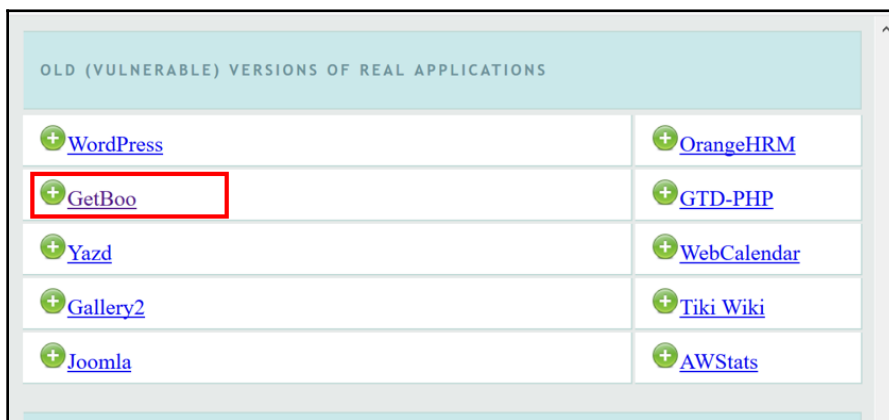 OLD (VULNERABLE) VERSIONS OF REAL APPLICATIONS
WordPress OrangeHRM
GetBoo GTD-PHP
Yazd WebCalendar
Gallery2 Tiki Wiki
Joomla AWStats